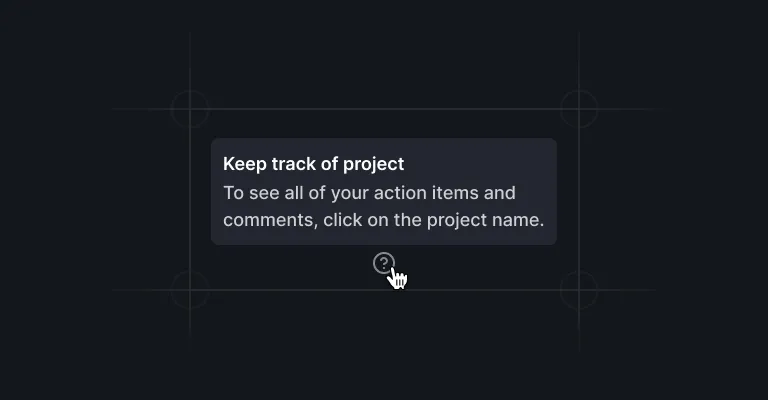 Keep track of project
To see all of your action items and
comments, click on the project name.
?